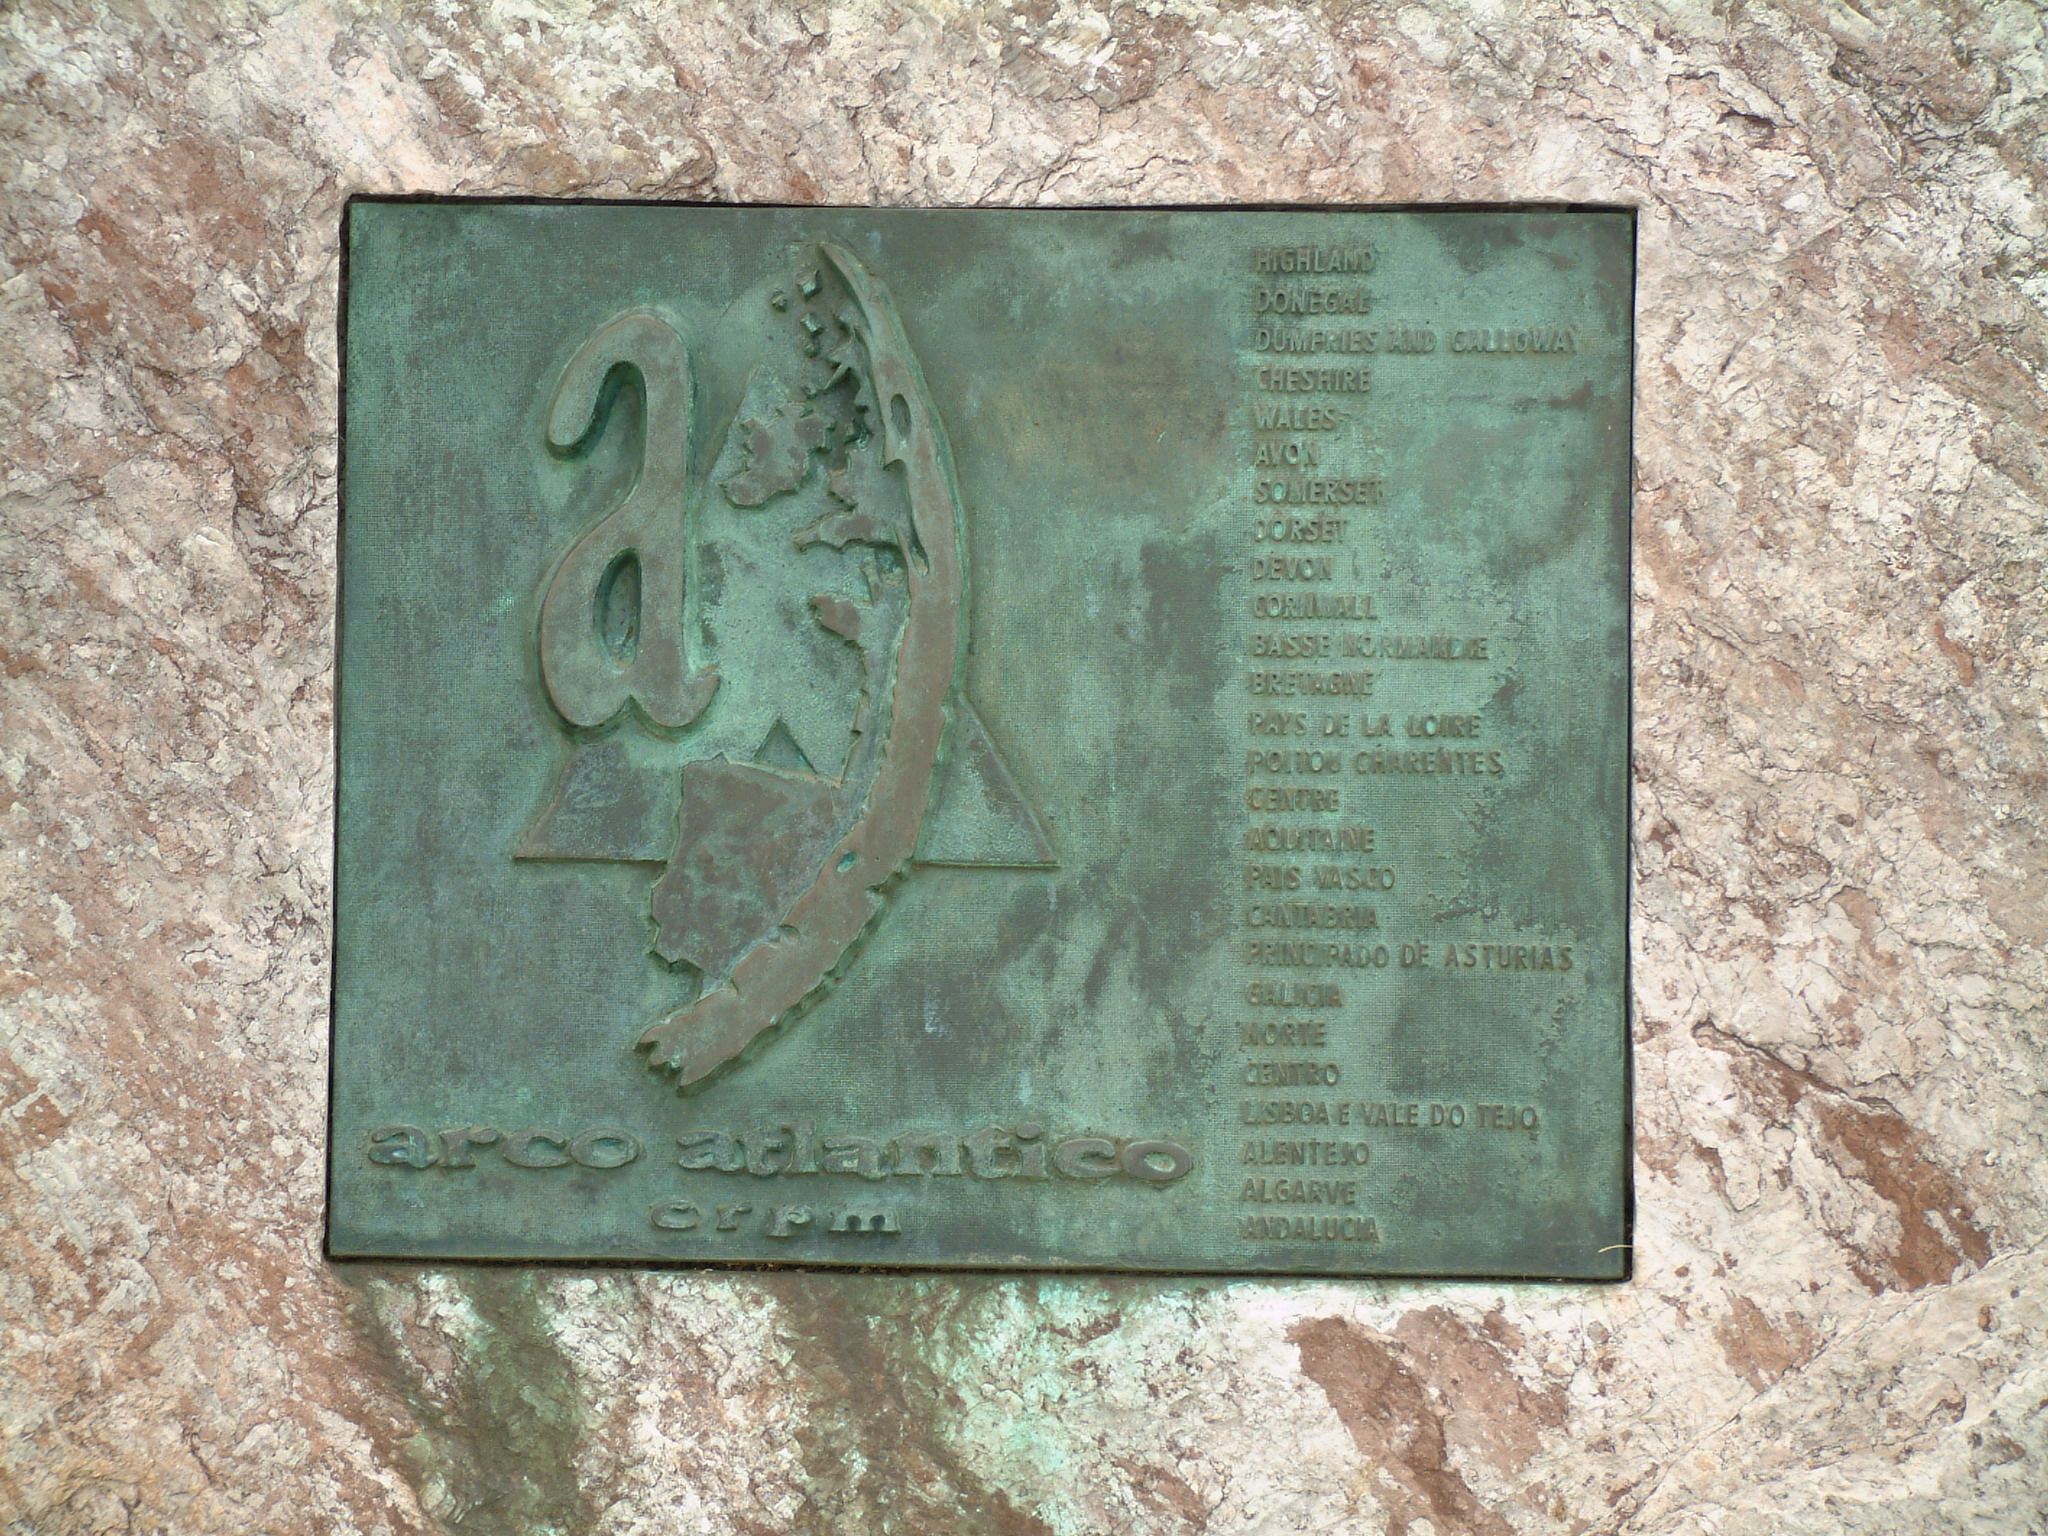 a
arco atlantico
crpm
HIGHLAND
DONEGAL
DUMFRIES AND GALLOWAY
CHESHIRE
WALES
AVON
SOMERSET
DORSET
DEVON
CORNWALL
BASSE NORMANDIE
BRETAGNE
PAYS DE LA LOIRE
POITOU CHARENTES
CENTRE
AQUITAINE
PAIS VASCO
CANTABRIA
PRINCIPADO DE ASTURIAS
GALICIA
NORTE
CENTRO
LISBOA E VALE DO TEJO
ALENTEJO
ALGARVE
ANDALUCIA